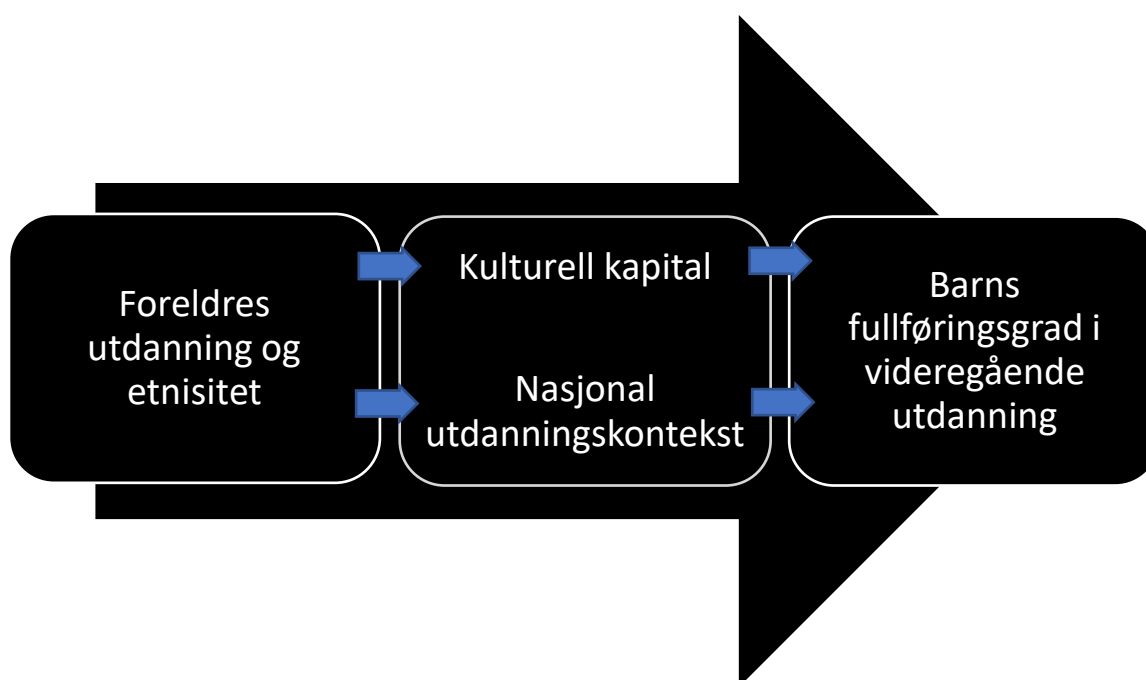 Foreldres
utdanning og
etnisitet
Kulturell kapital
Nasjonal
utdanningskontekst
Barns
fullføringsgrad i
videregående
utdanning